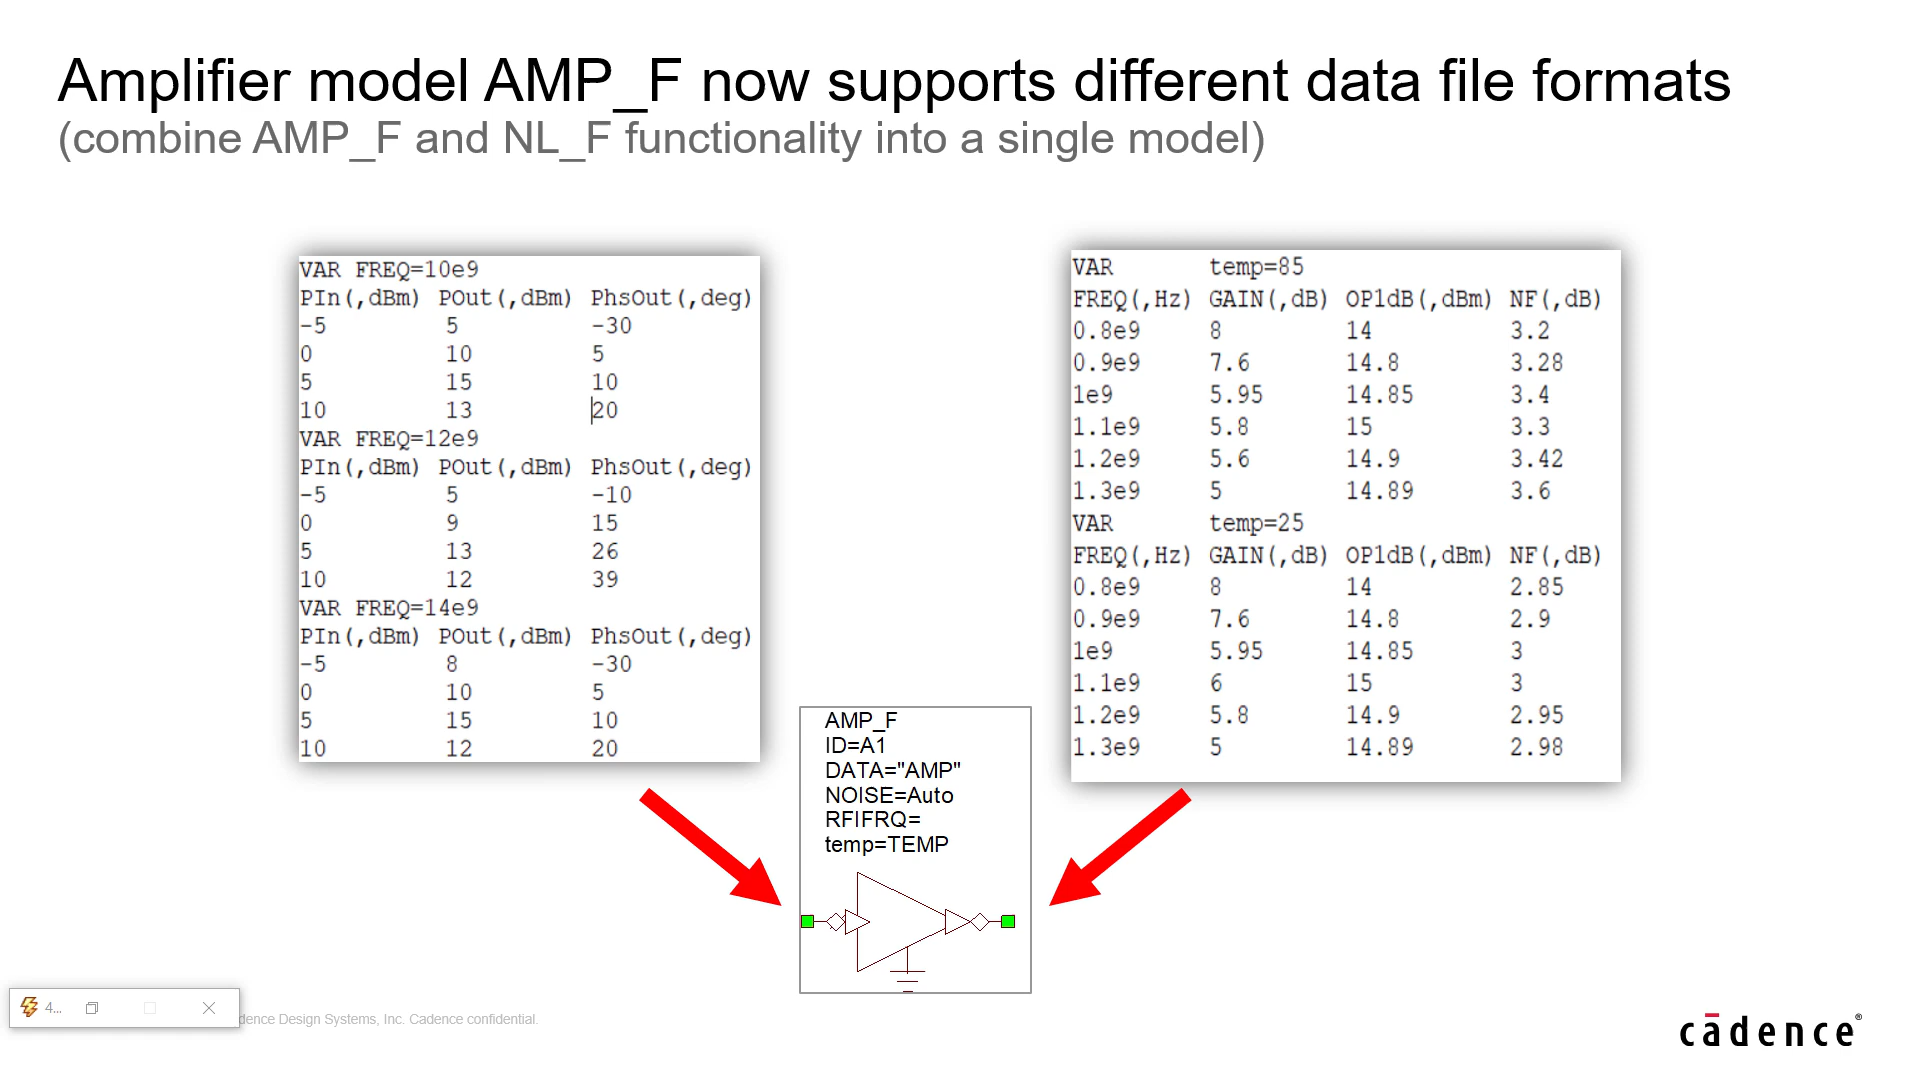 Amplifier model AMP_F now supports different data file formats
(combine AMP_F and NL_F functionality into a single model)
VAR FREQ=10e9
PIn(,dBm) POut(,dBm) PhsOut(,deg)
-5 5 -30
0 10 5
5 15 10
10 13 20
VAR FREQ=12e9
PIn(,dBm) POut(,dBm) PhsOut(,deg)
-5 5 -10
0 9 15
5 13 26
10 12 39
VAR FREQ=14e9
PIn(,dBm) POut(,dBm) PhsOut(,deg)
-5 8 -30
0 10 5
5 15 10
10 12 20
VAR temp=85
FREQ(,Hz) GAIN(,dB) OP1dB(,dBm) NF(,dB)
0.8e9 8 14 3.2
0.9e9 7.6 14.8 3.28
1e9 5.95 14.85 3.4
1.1e9 5.8 15 3.3
1.2e9 5.6 14.9 3.42
1.3e9 5 14.89 3.6
VAR temp=25
FREQ(,Hz) GAIN(,dB) OP1dB(,dBm) NF(,dB)
0.8e9 8 14 2.85
0.9e9 7.6 14.8 2.9
1e9 5.95 14.85 3
1.1e9 6 15 3
1.2e9 5.8 14.9 2.95
1.3e9 5 14.89 2.98
AMP_F
ID=A1
DATA="AMP"
NOISE=Auto
RFIFRQ=
temp=TEMP
4...
dence Design Systems, Inc. Cadence confidential.
cādence®